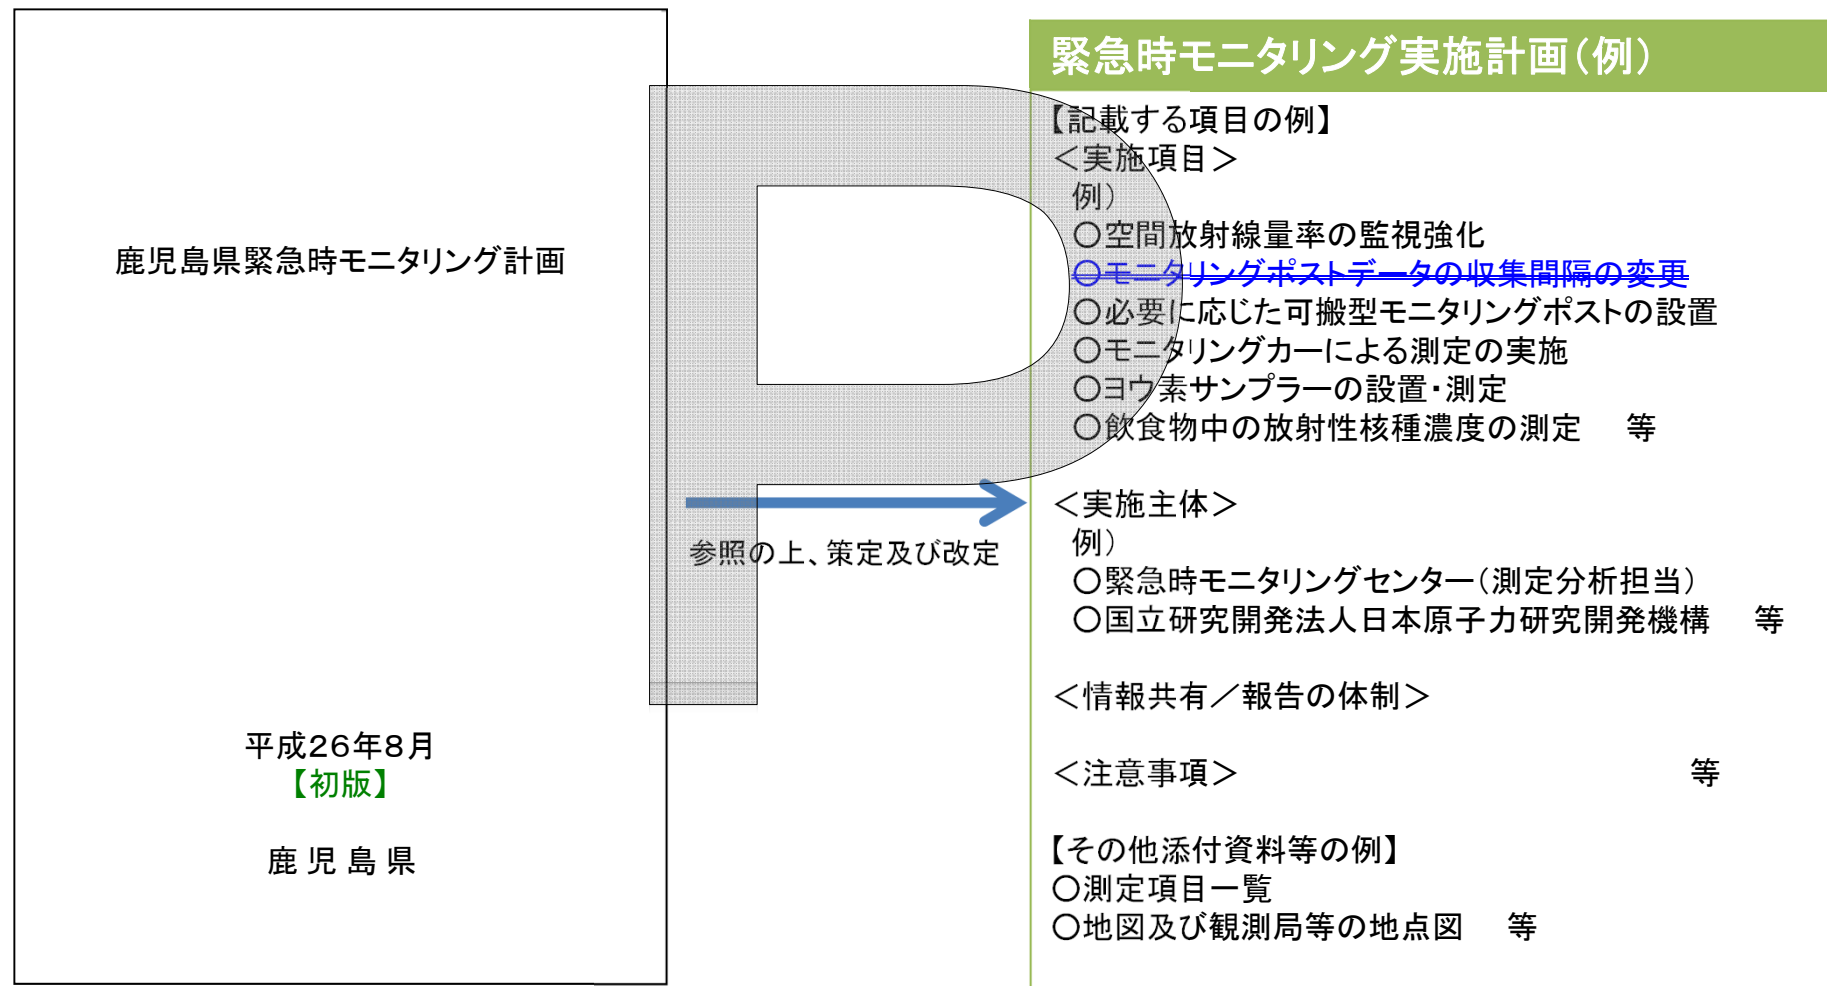 鹿児島県緊急時モニタリング計画
平成26年8月
【初版】
鹿児島県
P
参照の上、策定及び改定
緊急時モニタリング実施計画(例)
【記載する項目の例】
<実施項目>
例)
○空間放射線量率の監視強化
○モニタリングポストデータの収集間隔の変更
○必要に応じた可搬型モニタリングポストの設置
○モニタリングカーによる測定の実施
○ヨウ素サンプラーの設置・測定
○飲食物中の放射性核種濃度の測定 等
<実施主体>
例)
○緊急時モニタリングセンター(測定分析担当)
○国立研究開発法人日本原子力研究開発機構 等
<情報共有/報告の体制>
<注意事項> 等
【その他添付資料等の例】
○測定項目一覧
○地図及び観測局等の地点図 等